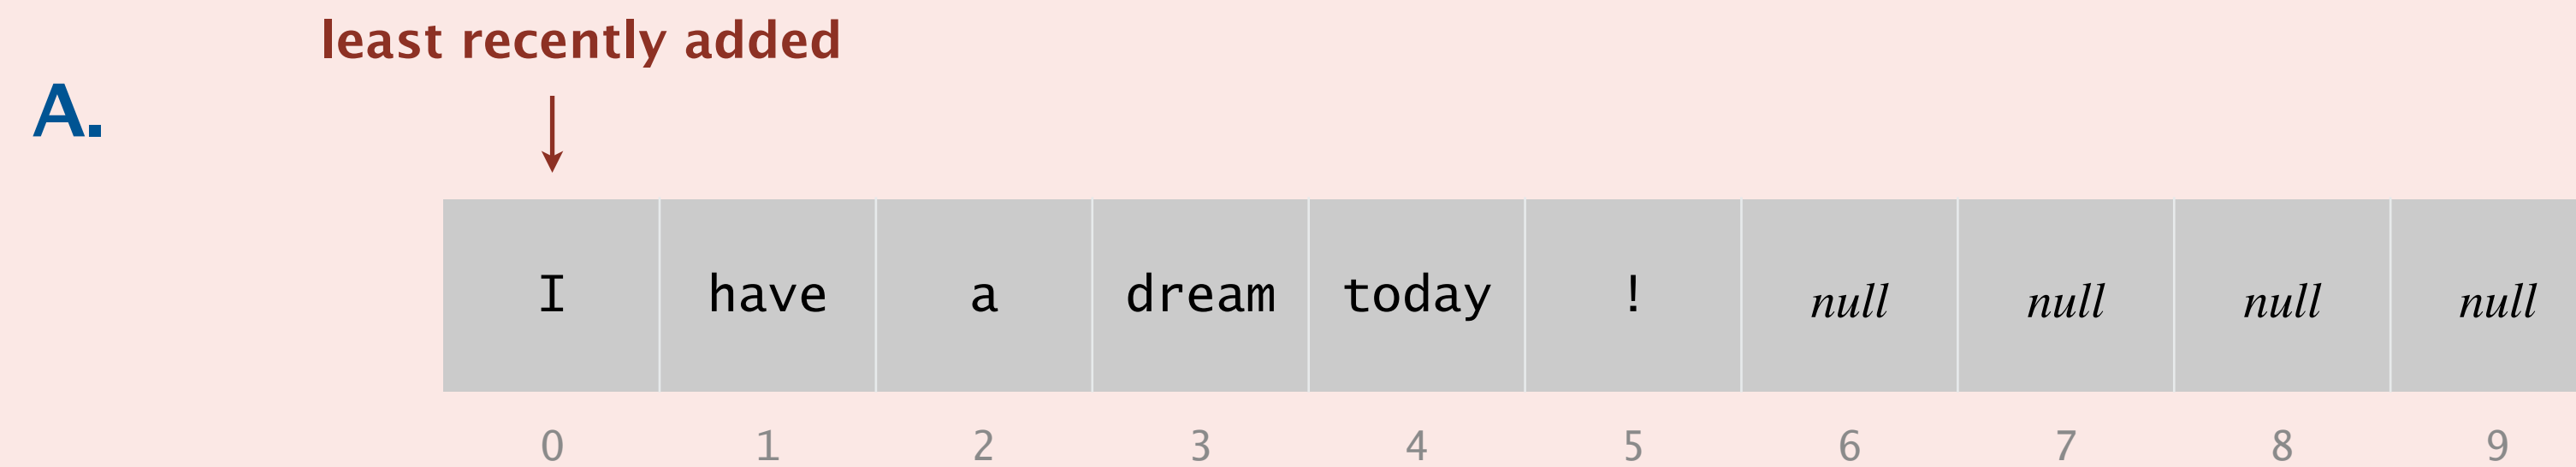 least recently added
A.
I have a dream today ! null null null null
0 1 2 3 4 5 6 7 8 9